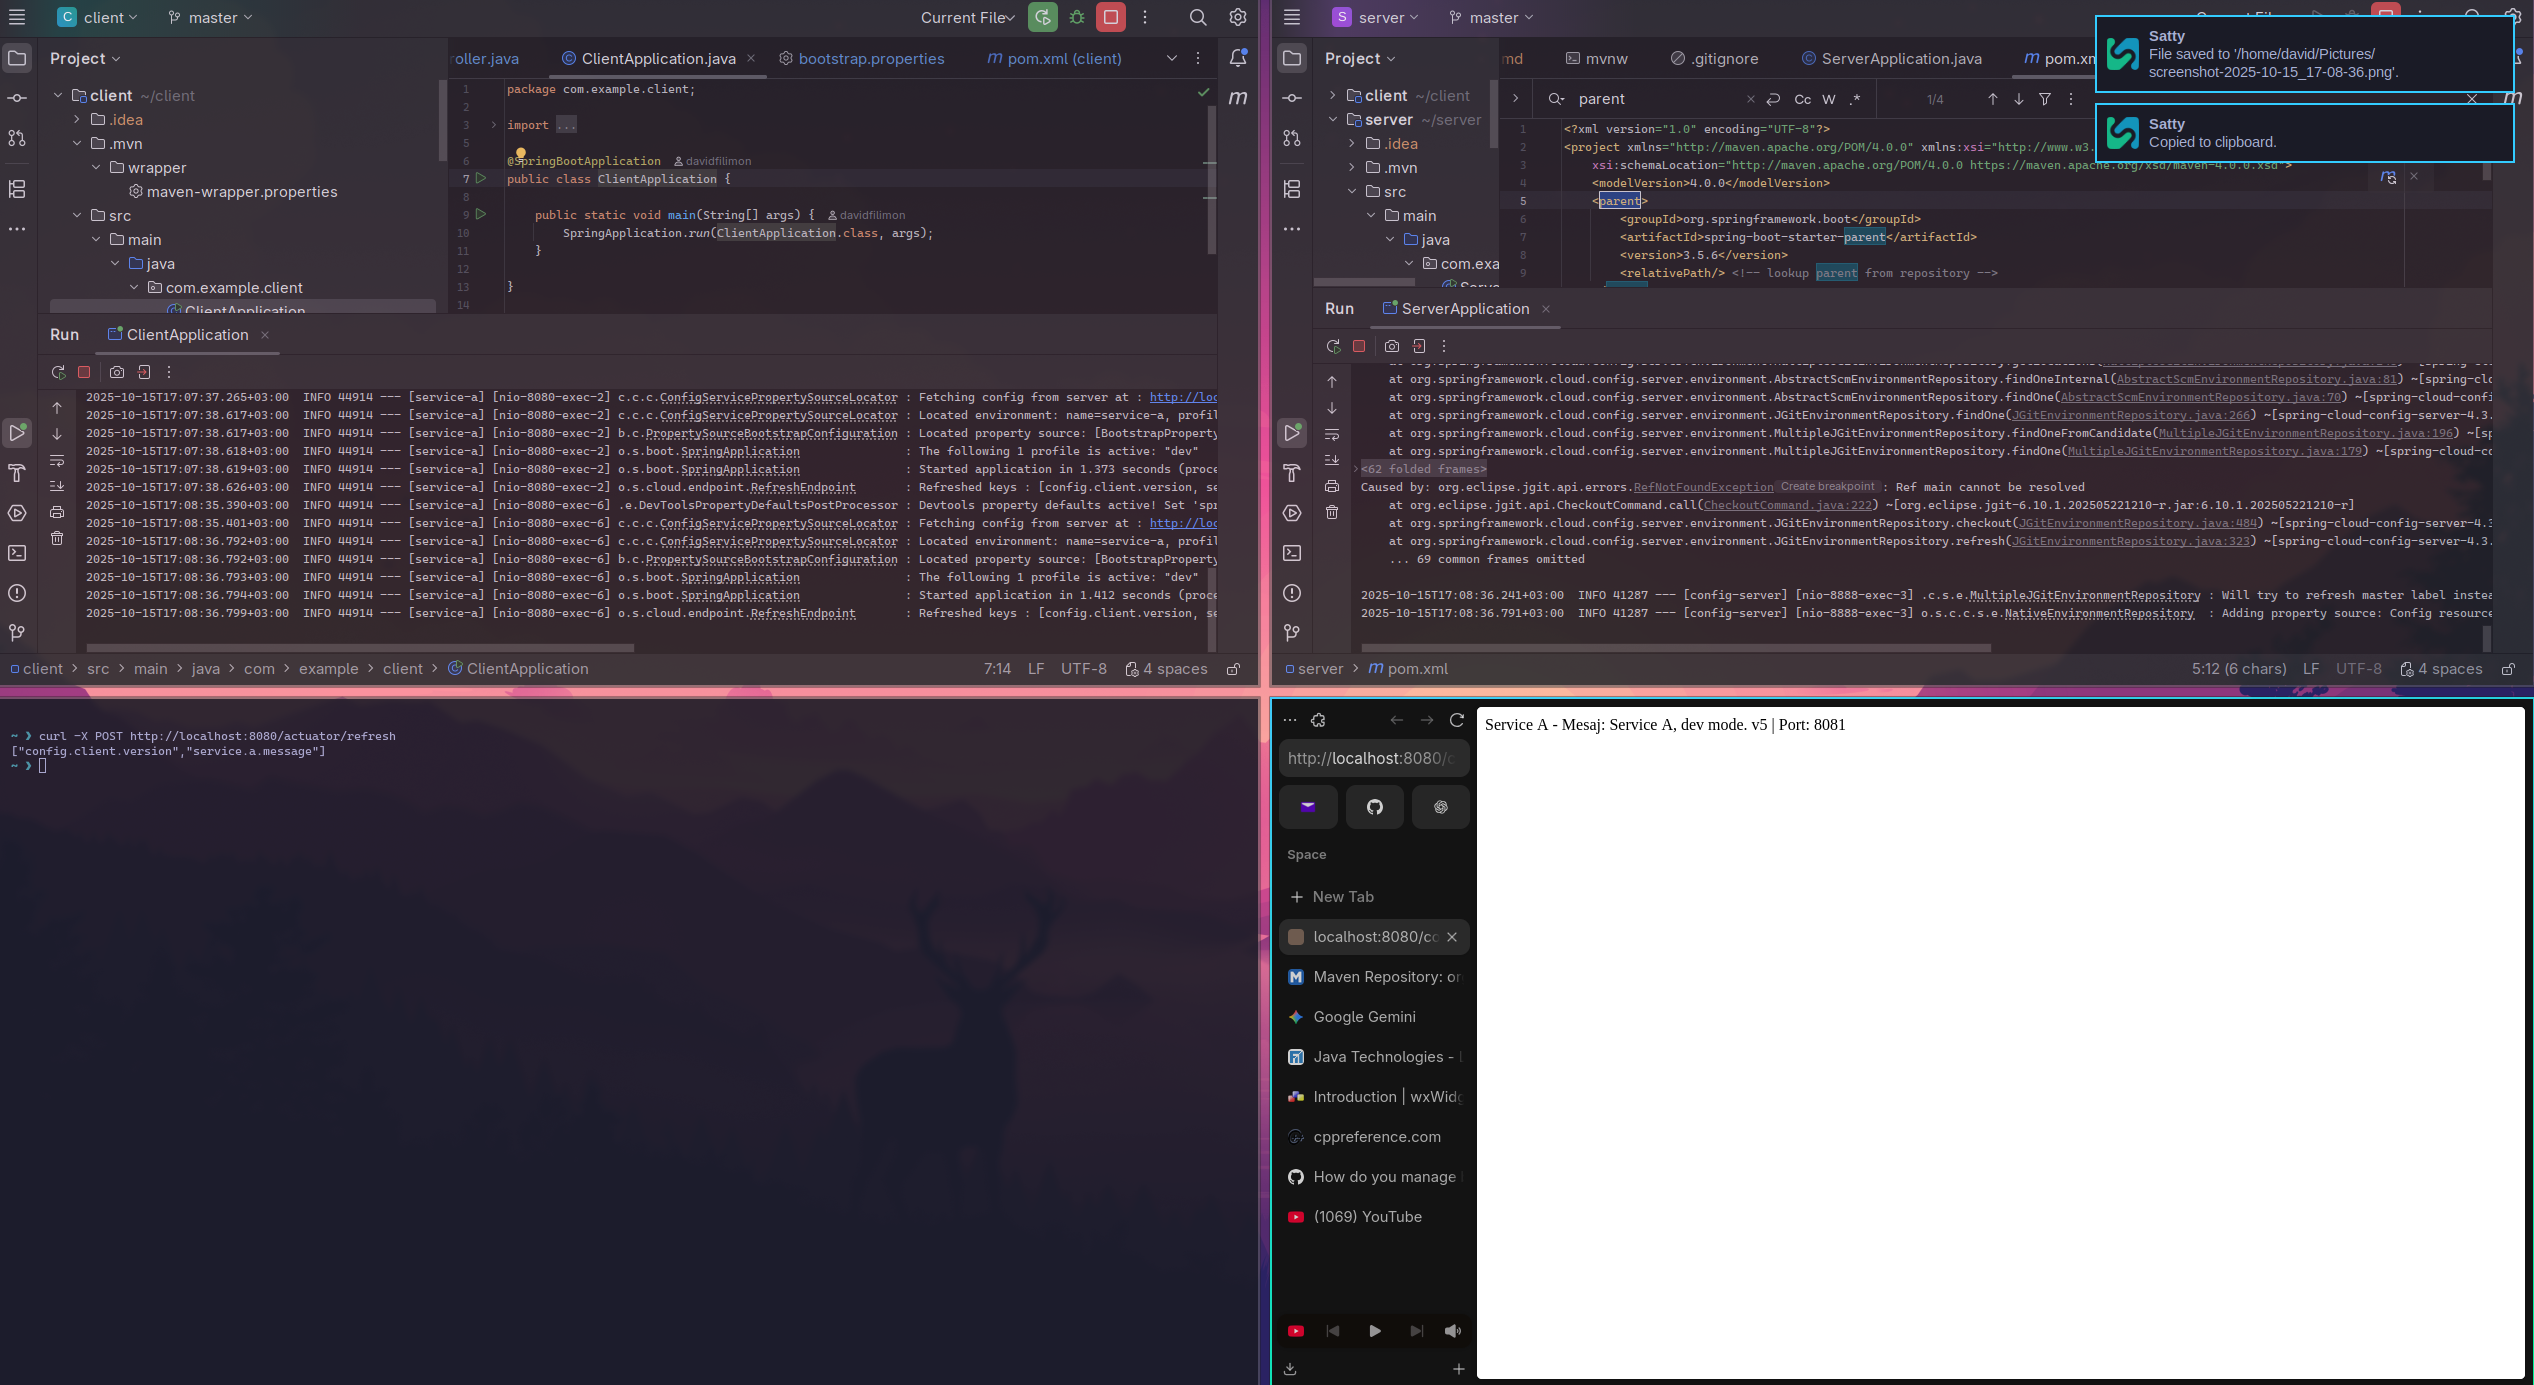 client
master
Current File
Project
oller.java
ClientApplication.java
bootstrap.properties
pom.xml (client)
client ~/client
.idea
.mvn
wrapper
maven-wrapper.properties
src
main
java
com.example.client
ClientApplication
1 package com.example.client;
2
3 import ...
5
6 @SpringBootApplication davidfilimon
7 public class ClientApplication {
8
9 public static void main(String[] args) { davidfilimon
10 SpringApplication.run(ClientApplication.class, args);
11 }
12
13 }
14
Run
ClientApplication
2025-10-15T17:07:37.265+03:00 INFO 44914 --- [service-a] [nio-8080-exec-2] c.c.c.ConfigServicePropertySourceLocator : Fetching config from server at : http://loc
2025-10-15T17:07:38.617+03:00 INFO 44914 --- [service-a] [nio-8080-exec-2] c.c.c.ConfigServicePropertySourceLocator : Located environment: name=service-a, profil
2025-10-15T17:07:38.617+03:00 INFO 44914 --- [service-a] [nio-8080-exec-2] b.c.PropertySourceBootstrapConfiguration : Located property source: [BootstrapProperty
2025-10-15T17:07:38.618+03:00 INFO 44914 --- [service-a] [nio-8080-exec-2] o.s.boot.SpringApplication : The following 1 profile is active: "dev"
2025-10-15T17:07:38.619+03:00 INFO 44914 --- [service-a] [nio-8080-exec-2] o.s.boot.SpringApplication : Started application in 1.373 seconds (proce
2025-10-15T17:07:38.626+03:00 INFO 44914 --- [service-a] [nio-8080-exec-2] o.s.cloud.endpoint.RefreshEndpoint : Refreshed keys : [config.client.version, se
2025-10-15T17:08:35.390+03:00 INFO 44914 --- [service-a] [nio-8080-exec-6] .e.DevToolsPropertyDefaultsPostProcessor : Devtools property defaults active! Set 'spr
2025-10-15T17:08:35.401+03:00 INFO 44914 --- [service-a] [nio-8080-exec-6] c.c.c.ConfigServicePropertySourceLocator : Fetching config from server at : http://loc
2025-10-15T17:08:36.792+03:00 INFO 44914 --- [service-a] [nio-8080-exec-6] c.c.c.ConfigServicePropertySourceLocator : Located environment: name=service-a, profil
2025-10-15T17:08:36.792+03:00 INFO 44914 --- [service-a] [nio-8080-exec-6] b.c.PropertySourceBootstrapConfiguration : Located property source: [BootstrapProperty
2025-10-15T17:08:36.793+03:00 INFO 44914 --- [service-a] [nio-8080-exec-6] o.s.boot.SpringApplication : The following 1 profile is active: "dev"
2025-10-15T17:08:36.794+03:00 INFO 44914 --- [service-a] [nio-8080-exec-6] o.s.boot.SpringApplication : Started application in 1.412 seconds (proce
2025-10-15T17:08:36.799+03:00 INFO 44914 --- [service-a] [nio-8080-exec-6] o.s.cloud.endpoint.RefreshEndpoint : Refreshed keys : [config.client.version, se
client > src > main > java > com > example > client > ClientApplication
7:14 LF UTF-8 4 spaces
server
master
Project
md
mvnw
.gitignore
ServerApplication.java
pom.xm
Satty
File saved to '/home/david/Pictures/
screenshot-2025-10-15_17-08-36.png'.
Satty
Copied to clipboard.
client ~/client
server ~/server
.idea
.mvn
src
main
java
com.exa
parent
Cc W .*
1/4
1 <?xml version="1.0" encoding="UTF-8"?>
2 <project xmlns="http://maven.apache.org/POM/4.0.0" xmlns:xsi="http://www.w3.
3 xsi:schemaLocation="http://maven.apache.org/POM/4.0.0 https://maven.apache.org/xsd/maven-4.0.0.xsd">
4 <modelVersion>4.0.0</modelVersion>
5 <parent>
6 <groupId>org.springframework.boot</groupId>
7 <artifactId>spring-boot-starter-parent</artifactId>
8 <version>3.5.6</version>
9 <relativePath/> <!-- lookup parent from repository -->
Run
ServerApplication
at org.springframework.cloud.config.server.environment.AbstractScmEnvironmentRepository.findOneInternal(AbstractScmEnvironmentRepository.java:81) ~[spring-clo
at org.springframework.cloud.config.server.environment.AbstractScmEnvironmentRepository.findOne(AbstractScmEnvironmentRepository.java:70) ~[spring-cloud-confi
at org.springframework.cloud.config.server.environment.JGitEnvironmentRepository.findOne(JGitEnvironmentRepository.java:266) ~[spring-cloud-config-server-4.3.
at org.springframework.cloud.config.server.environment.MultipleJGitEnvironmentRepository.findOneFromCandidate(MultipleJGitEnvironmentRepository.java:196) ~[sp
at org.springframework.cloud.config.server.environment.MultipleJGitEnvironmentRepository.findOne(MultipleJGitEnvironmentRepository.java:179) ~[spring-cloud-co
<62 folded frames>
Caused by: org.eclipse.jgit.api.errors.RefNotFoundException Create breakpoint : Ref main cannot be resolved
at org.eclipse.jgit.api.CheckoutCommand.call(CheckoutCommand.java:222) ~[org.eclipse.jgit-6.10.1.202505221210-r.jar:6.10.1.202505221210-r]
at org.springframework.cloud.config.server.environment.JGitEnvironmentRepository.checkout(JGitEnvironmentRepository.java:484) ~[spring-cloud-config-server-4.3
at org.springframework.cloud.config.server.environment.JGitEnvironmentRepository.refresh(JGitEnvironmentRepository.java:323) ~[spring-cloud-config-server-4.3.
... 69 common frames omitted
2025-10-15T17:08:36.241+03:00 INFO 41287 --- [config-server] [nio-8888-exec-3] .c.s.e.MultipleJGitEnvironmentRepository : Will try to refresh master label instea
2025-10-15T17:08:36.791+03:00 INFO 41287 --- [config-server] [nio-8888-exec-3] o.s.c.c.s.e.NativeEnvironmentRepository : Adding property source: Config resourc
server > pom.xml
5:12 (6 chars) LF UTF-8 4 spaces
~ ❯ curl -X POST http://localhost:8080/actuator/refresh
["config.client.version","service.a.message"]
~ ❯
http://localhost:8080/c
Space
New Tab
localhost:8080/co
Maven Repository: or
Google Gemini
Java Technologies -
Introduction | wxWidg
cppreference.com
How do you manage
(1069) YouTube
Service A - Mesaj: Service A, dev mode. v5 | Port: 8081